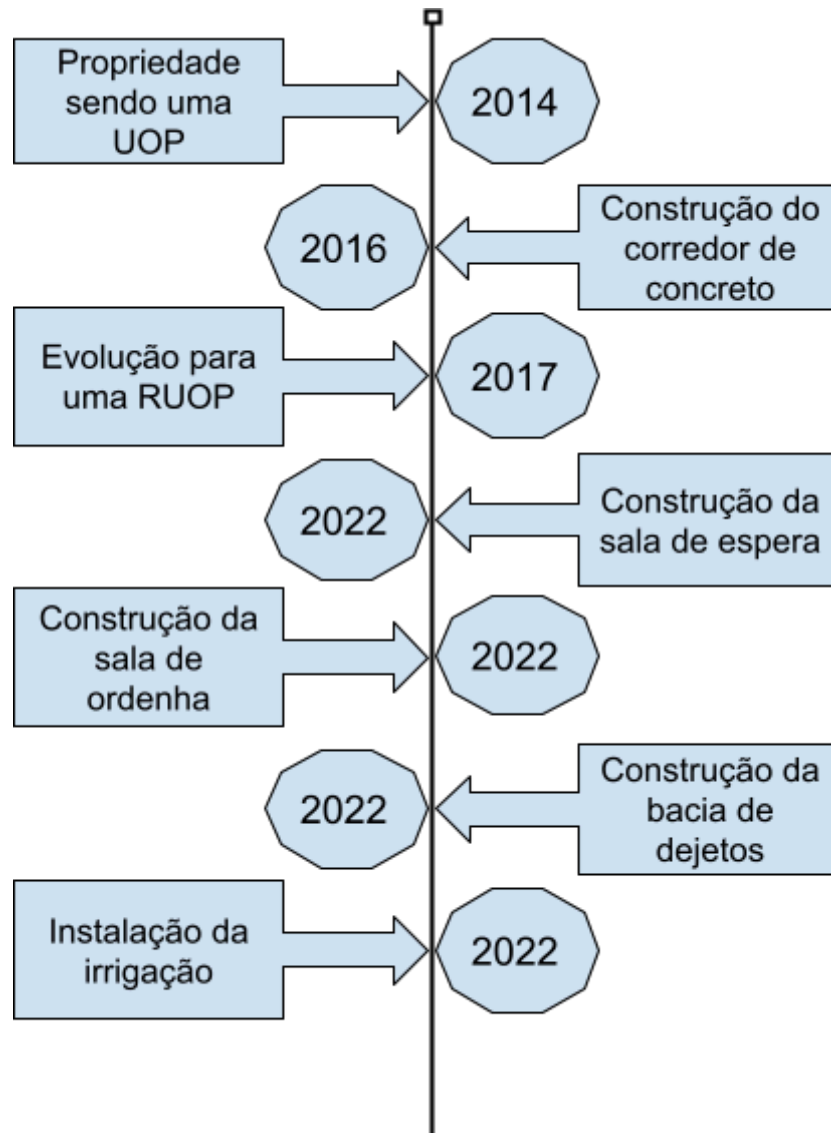 Propriedade
sendo uma
UOP
2014
2016
Construção do
corredor de
concreto
Evolução para
uma RUOP
2017
2022
Construção da
sala de espera
Construção da
sala de
ordenha
2022
2022
Construção da
bacia de
dejetos
Instalação da
irrigação
2022